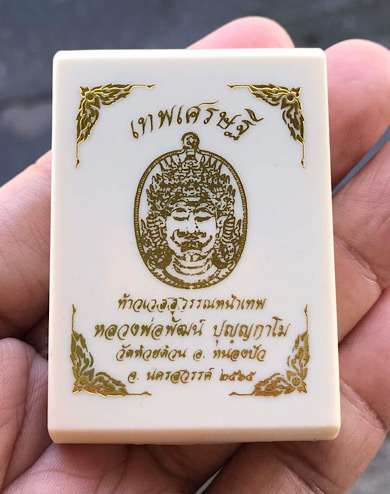 เทพเศรษฐี
ท้าวเวสสุวรรณหน้าเทพ
หลวงพ่อพัฒน์ ปุญฺญกาโม
วัดห้วยด้วน อ. หนองบัว
จ. นครสวรรค์ ๒๕๖๕